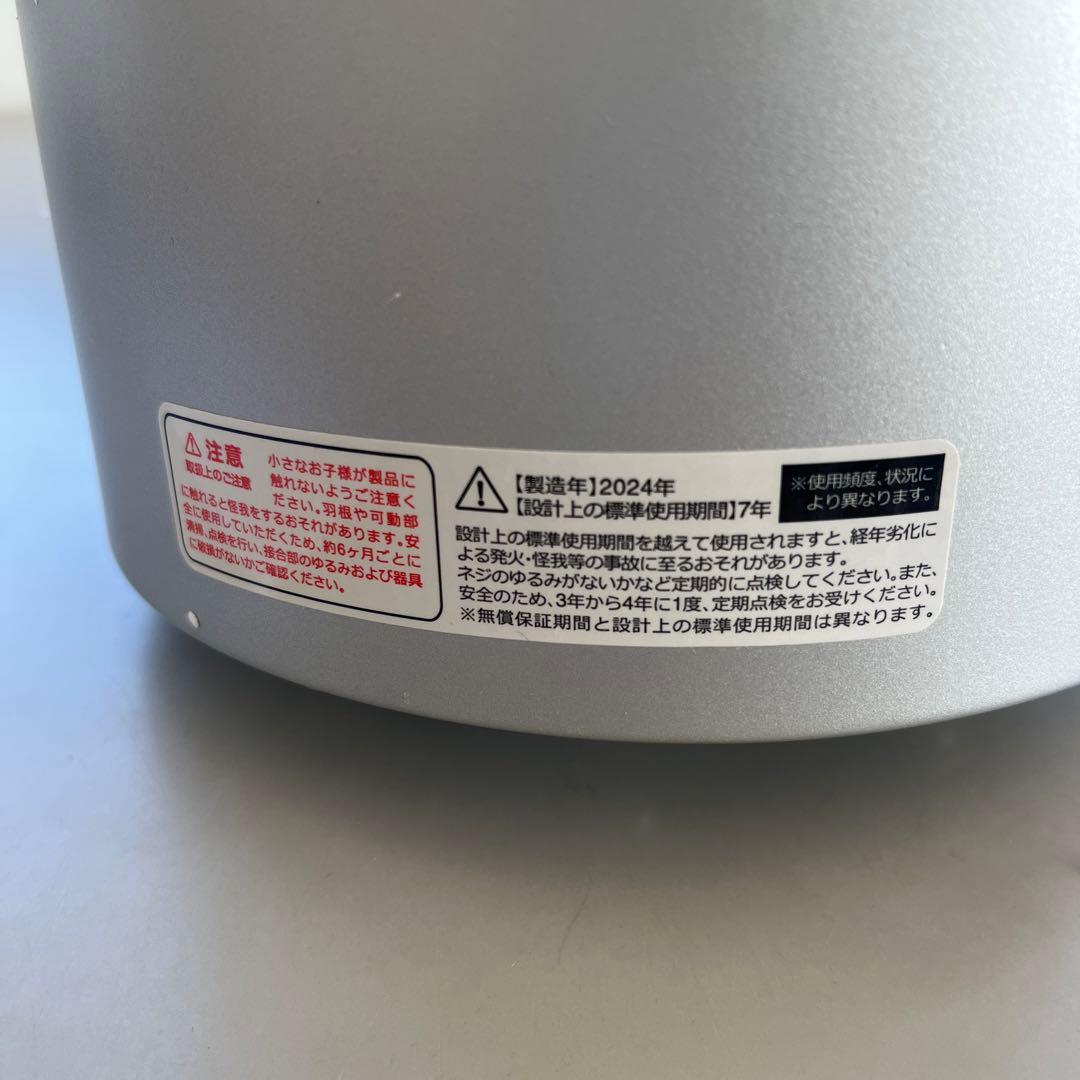 注意
取扱上のご注意
小さなお子様が製品に
触れないようご注意く
ださい。羽根や可動部
に触れると怪我をするおそれがあります。安
全に使用していただくため、約6ヶ月ごとに
清掃、点検を行い、接合部のゆるみおよび器具
に破損がないかご確認ください。
【製造年】2024年
【設計上の標準使用期間】7年
※使用頻度、状況に
より異なります。
設計上の標準使用期間を越えて使用されますと、経年劣化に
よる発火・怪我等の事故に至るおそれがあります。
ネジのゆるみがないかなど定期的に点検してください。また、
安全のため、3年から4年に1度、定期点検をお受けください。
※無償保証期間と設計上の標準使用期間は異なります。